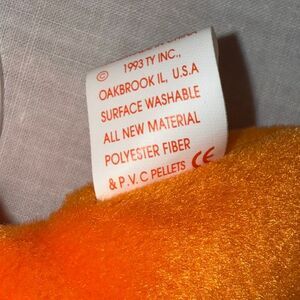 © 1993 TY INC.,
OAKBROOK IL, U.S.A
SURFACE WASHABLE
ALL NEW MATERIAL
POLYESTER FIBER
& P.V.C PELLETS CE